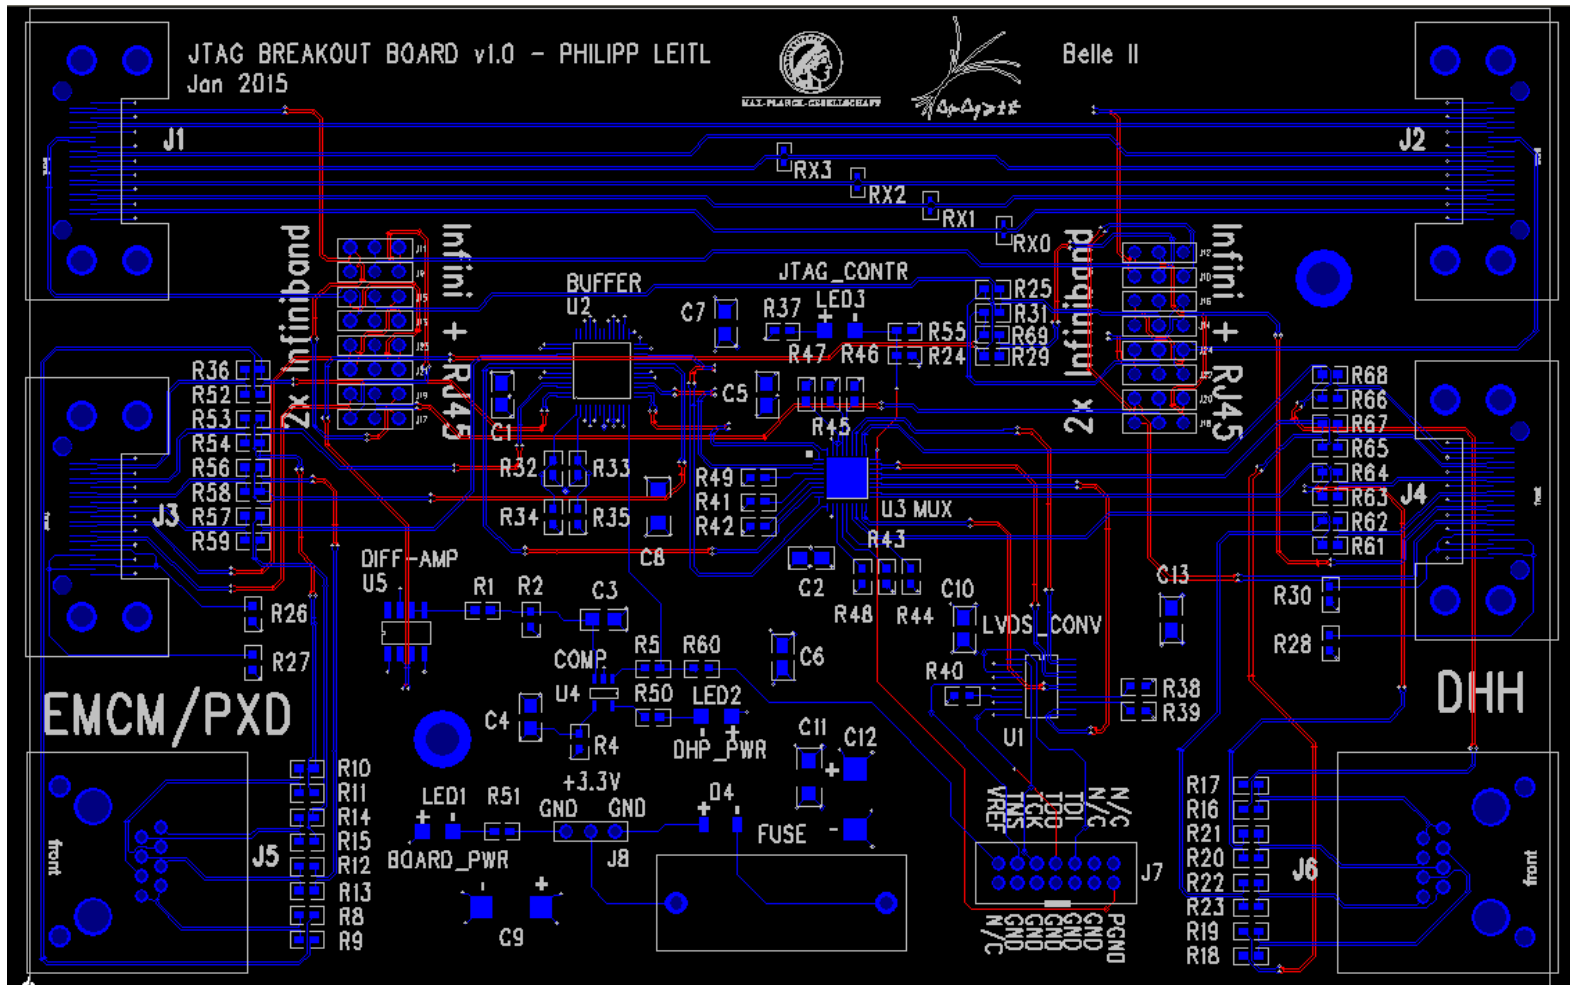 JTAG BREAKOUT BOARD v1.0 - PHILIPP LEITL
Jan 2015
MAX-PLANCK-GESELLSCHAFT
Belle II
J1
J2
RX3
RX2
RX1
RX0
2x Infiniband
Infini + RJ45
2x Infiniband
Infini + RJ45
BUFFER
U2
JTAG_CONTR
C7
R37
LED3
+
-
R55
R24
R25
R31
R69
R29
R47
R46
R45
C1
C5
R36
R52
R53
R54
R56
R58
R57
R59
R68
R66
R67
R65
R64
R63
R62
R61
J3
J4
R32
R33
R34
R35
C8
R49
R41
R42
U3 MUX
R43
C2
R48
R44
C10
LVDS_CONV
C13
R30
R28
R26
R27
DIFF-AMP
U5
R1
R2
C3
COMP
U4
R5
R60
R50
LED2
DHP_PWR
C4
R4
C6
R40
R38
R39
U1
EMCM/PXD
DHH
C11
C12
+
-
+3.3V
GND
GND
J8
D4
+
-
FUSE
LED1
+
-
R51
BOARD_PWR
C9
-
+
R10
R11
R14
R15
R12
R13
R8
R9
J5
front
VREF
TMS
TCK
TDO
TDI
N/C
N/C
J7
N/C
GND
GND
GND
GND
GND
PGND
R17
R16
R21
R20
R22
R23
R19
R18
J6
front